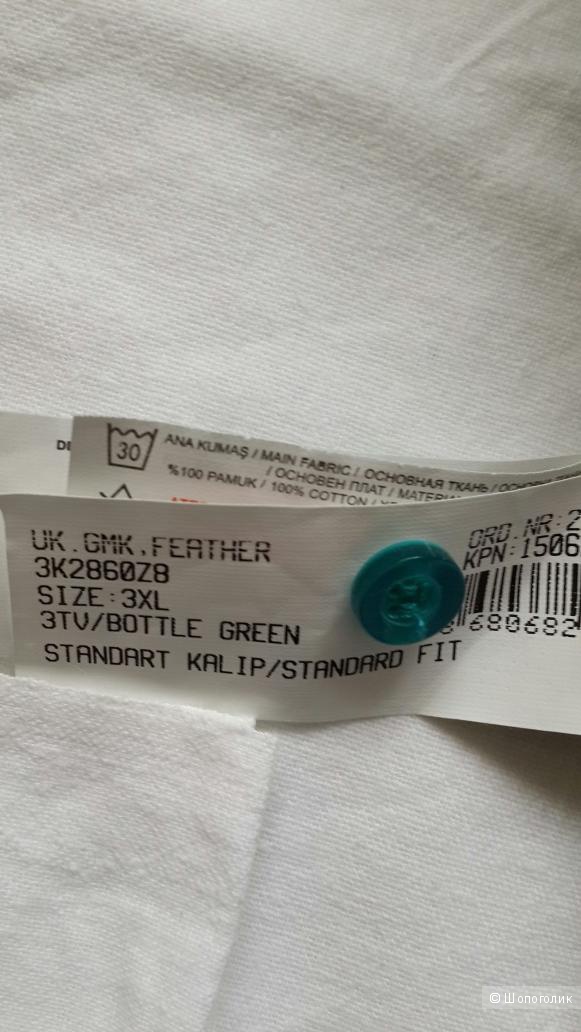 30
ANA KUMAŞ / MAIN FABRIC / ОСНОВНАЯ ТКАНЬ /
/ ОСНОВЕН ПЛАТ /
%100 PAMUK / 100% COTTON /
UK.GMK.FEATHER
3K2860Z8
SIZE:3XL
3TV/BOTTLE GREEN
STANDART KALIP/STANDARD FIT
ORD.NR:2
KPN:1506
680682
© Шопоголик